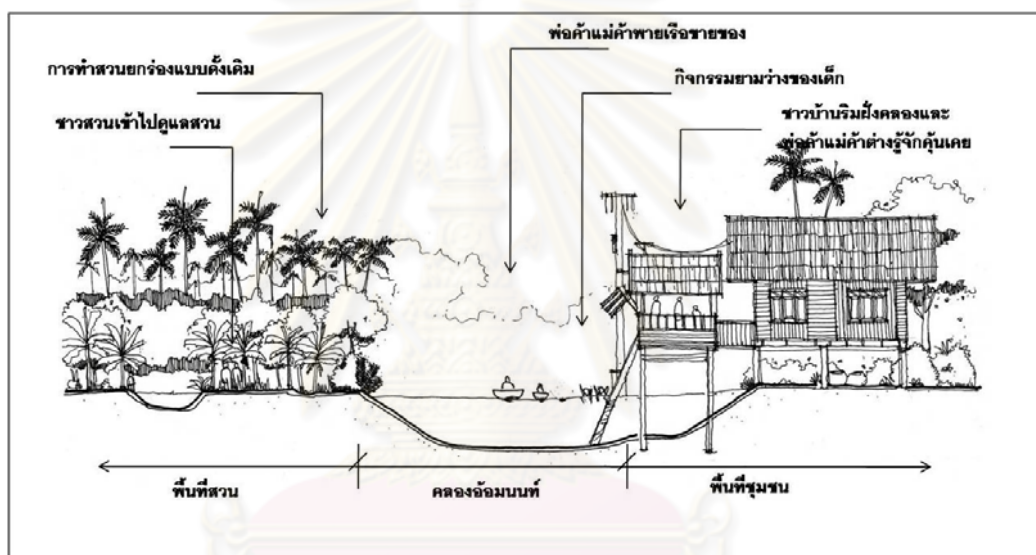 พ่อค้าแม่ค้าพายเรือขายของ
การทำสวนยกร่องแบบดั้งเดิม
กิจกรรมยามว่างของเด็ก
ชาวสวนเข้าไปดูแลสวน
ชาวบ้านริมฝั่งคลองและ
พ่อค้าแม่ค้าต่างรู้จักคุ้นเคย
พื้นที่สวน
คลองอ้อมนนท์
พื้นที่ชุมชน